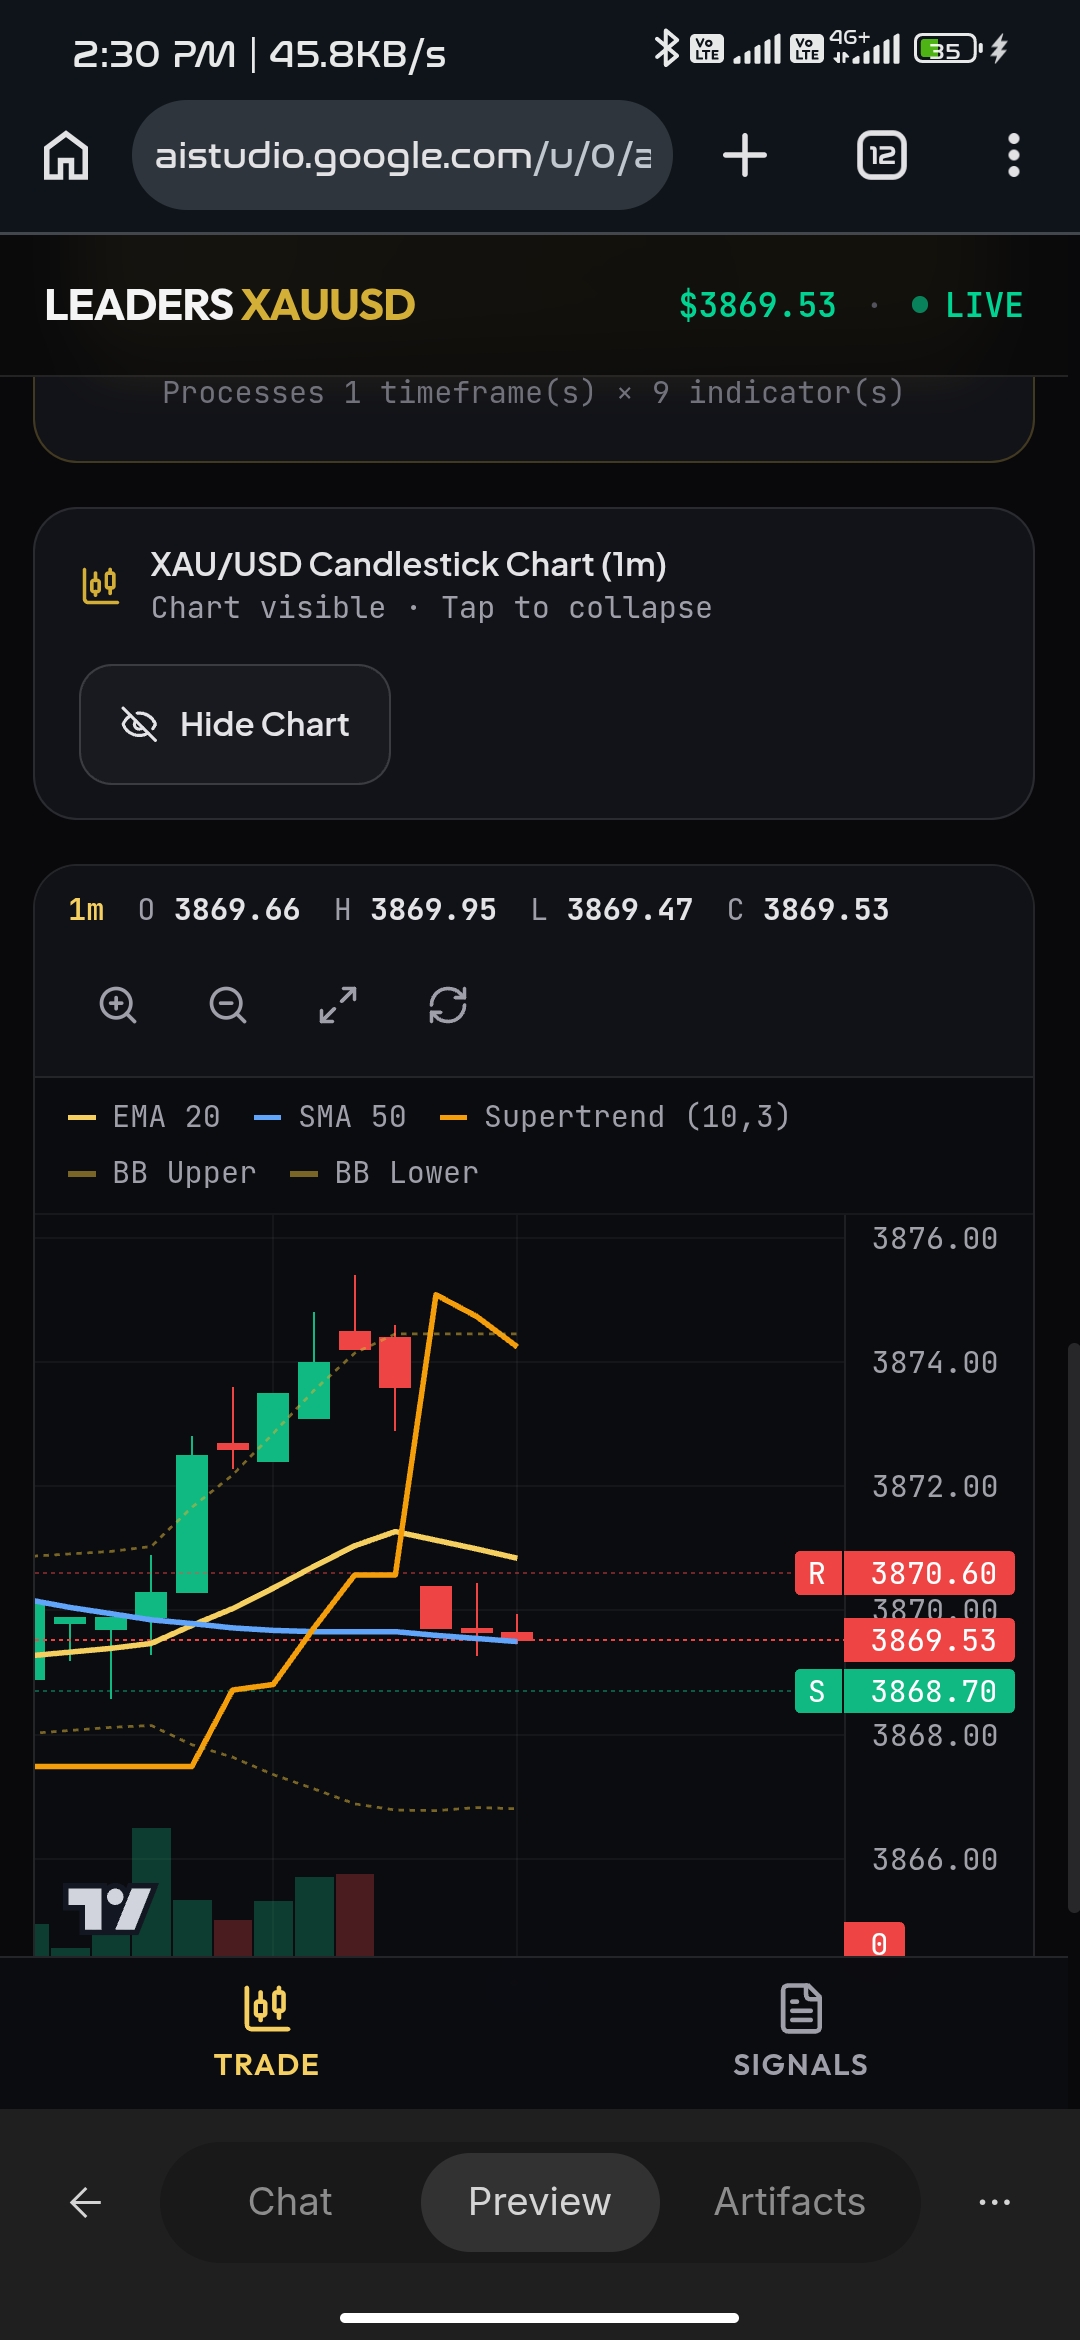 2:30 PM | 45.8KB/s
Vo LTE Vo LTE 4G+ 35
aistudio.google.com/u/0/a
12
LEADERS XAUUSD $3869.53 · LIVE
Processes 1 timeframe(s) × 9 indicator(s)
XAU/USD Candlestick Chart (1m)
Chart visible · Tap to collapse
Hide Chart
1m O 3869.66 H 3869.95 L 3869.47 C 3869.53
EMA 20 SMA 50 Supertrend (10,3)
BB Upper BB Lower
3876.00
3874.00
3872.00
R 3870.60
3870.00
3869.53
S 3868.70
3868.00
3866.00
0
TRADE SIGNALS
Chat Preview Artifacts